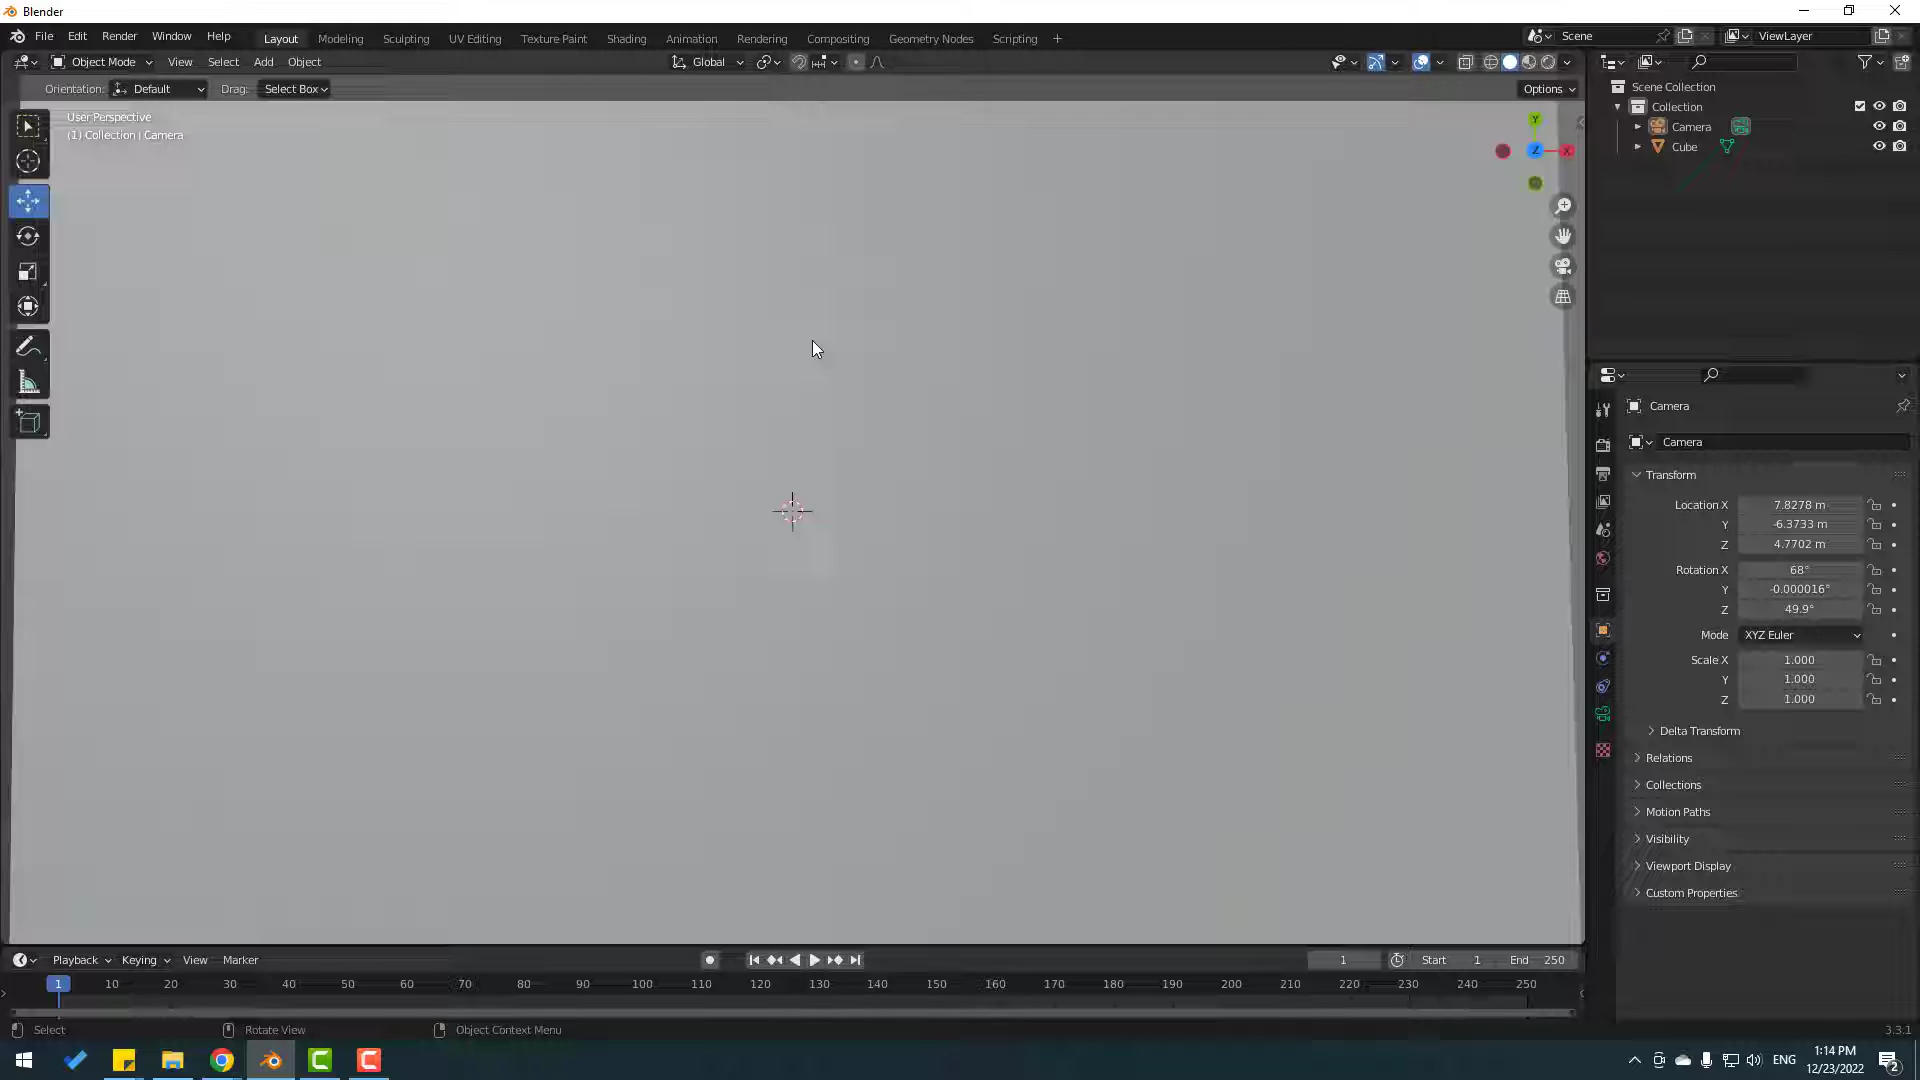 Blender
File Edit Render Window Help
Layout Modeling Sculpting UV Editing Texture Paint Shading Animation Rendering Compositing Geometry Nodes Scripting +
Scene
ViewLayer
Object Mode View Select Add Object
Global
Orientation: Default Drag: Select Box
Options
User Perspective
(1) Collection | Camera
Y
Z
X
Scene Collection
Collection
Camera
Cube
Camera
Camera
Transform
Location X 7.8278 m
Y -6.3733 m
Z 4.7702 m
Rotation X 68°
Y -0.000016°
Z 49.9°
Mode XYZ Euler
Scale X 1.000
Y 1.000
Z 1.000
Delta Transform
Relations
Collections
Motion Paths
Visibility
Viewport Display
Custom Properties
Playback Keying View Marker
1 Start 1 End 250
1 10 20 30 40 50 60 70 80 90 100 110 120 130 140 150 160 170 180 190 200 210 220 230 240 250
Select Rotate View Object Context Menu
3.3.1
ENG
1:14 PM
12/23/2022
2